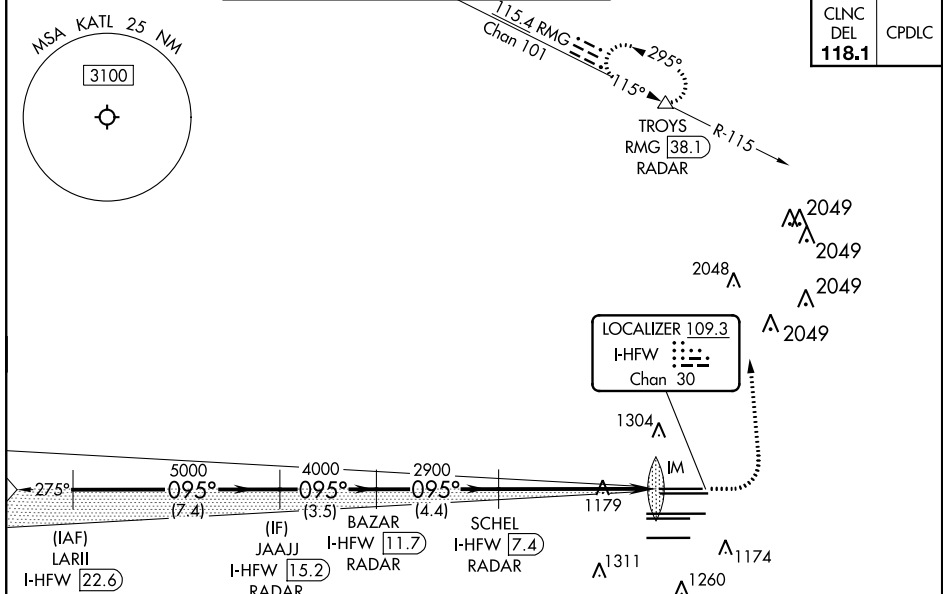 MSA KATL 25 NM
3100
115.4 RMG
Chan 101
295°
115°
TROYS
RMG 38.1
RADAR
R-115
CLNC
DEL
118.1
CPDLC
2049
2049
2048
2049
2049
LOCALIZER 109.3
I-HFW
Chan 30
1304
IM
1179
275°
5000
095°
(7.4)
4000
095°
(3.5)
2900
095°
(4.4)
(IAF)
LARII
I-HFW 22.6
(IF)
JAAJJ
I-HFW 15.2
RADAR
BAZAR
I-HFW 11.7
RADAR
SCHEL
I-HFW 7.4
RADAR
1311
1174
1260